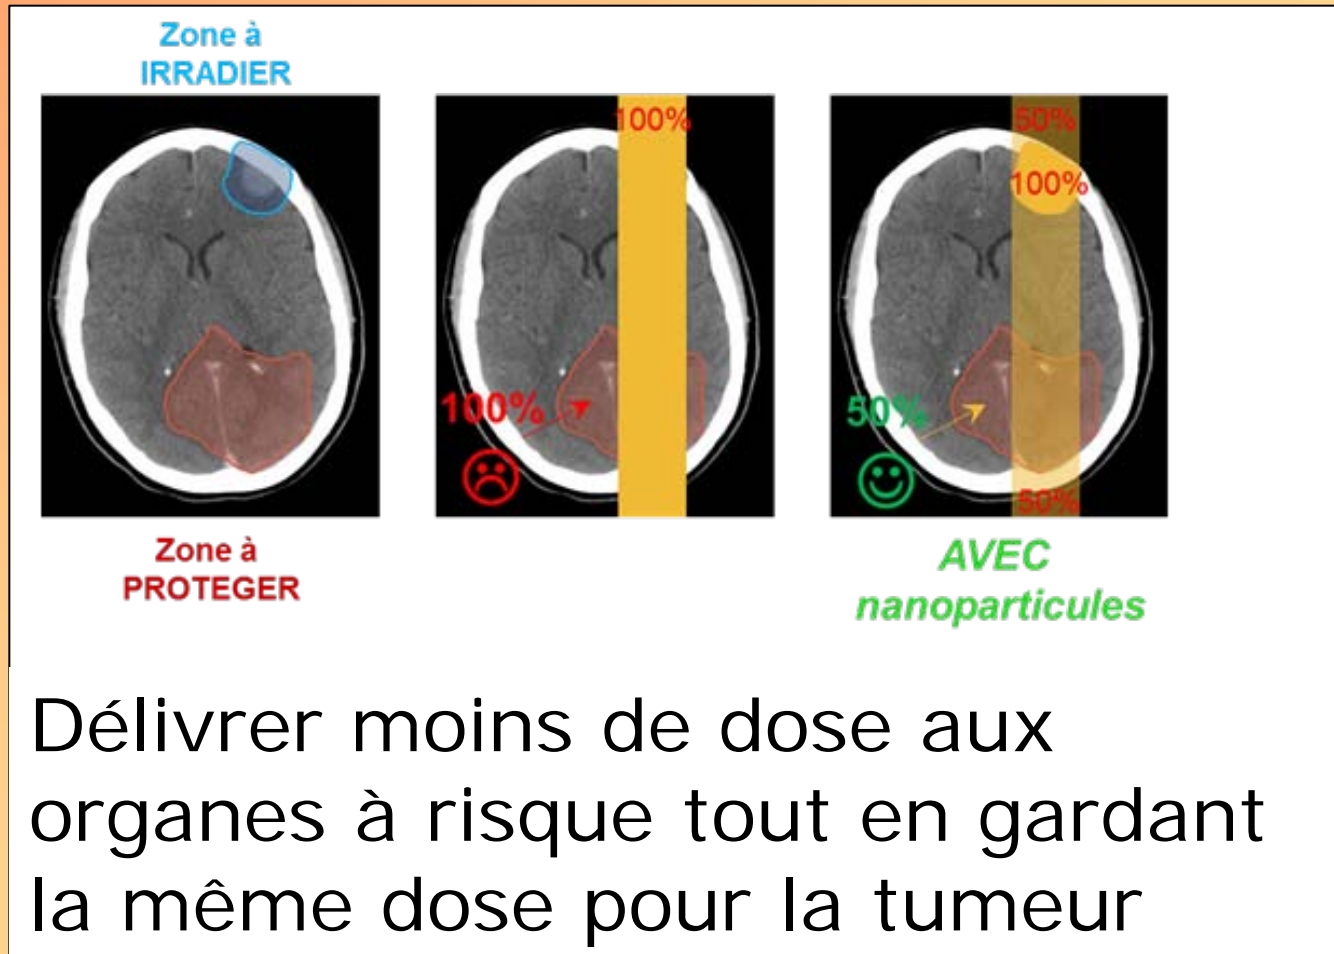 Zone à
IRRADIER
100%
50%
100%
100%
50%
50%
Zone à
PROTEGER
AVEC
nanoparticules
Délivrer moins de dose aux
organes à risque tout en gardant
la même dose pour la tumeur